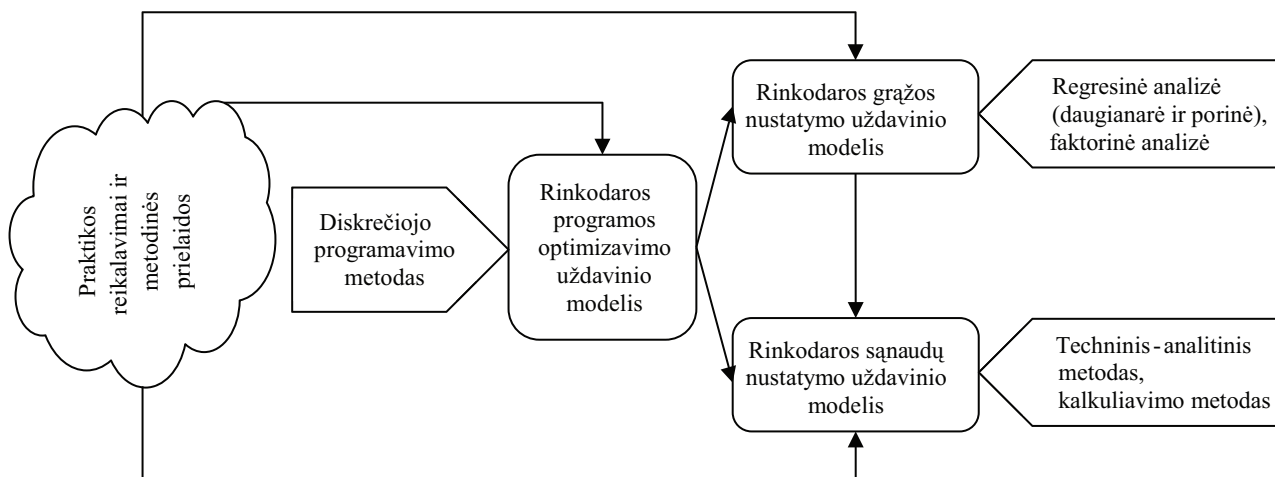 Praktikos
reikalavimai ir
metodinės
prielaidos
Diskrečiojo
programavimo
metodas
Rinkodaros
programos
optimizavimo
uždavinio
modelis
Rinkodaros grąžos
nustatymo uždavinio
modelis
Regresinė analizė
(daugianarė ir porinė),
faktorinė analizė
Rinkodaros sąnaudų
nustatymo uždavinio
modelis
Techninis-analitinis
metodas,
kalkuliavimo metodas